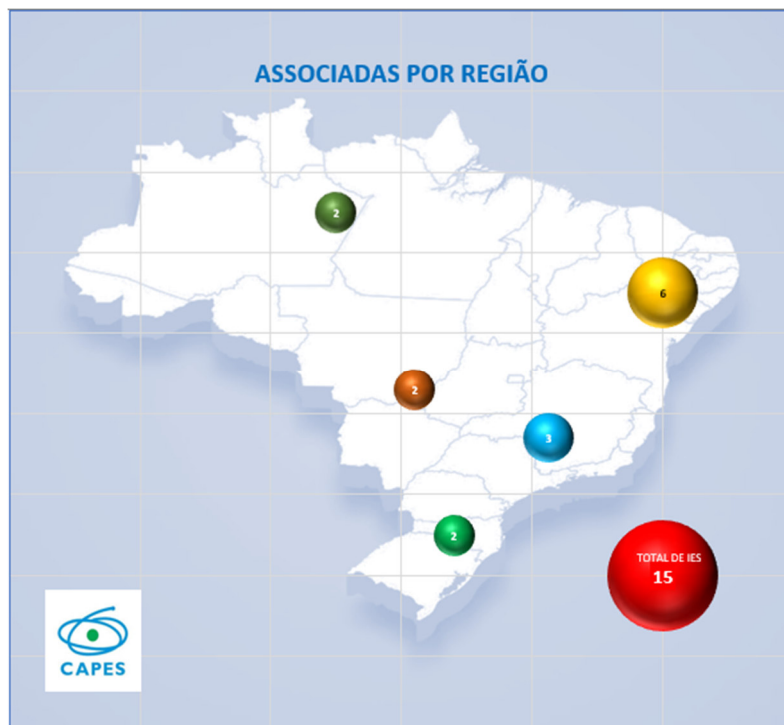 ASSOCIADAS POR REGIÃO
2
6
2
3
2
TOTAL DE IES
15
CAPES